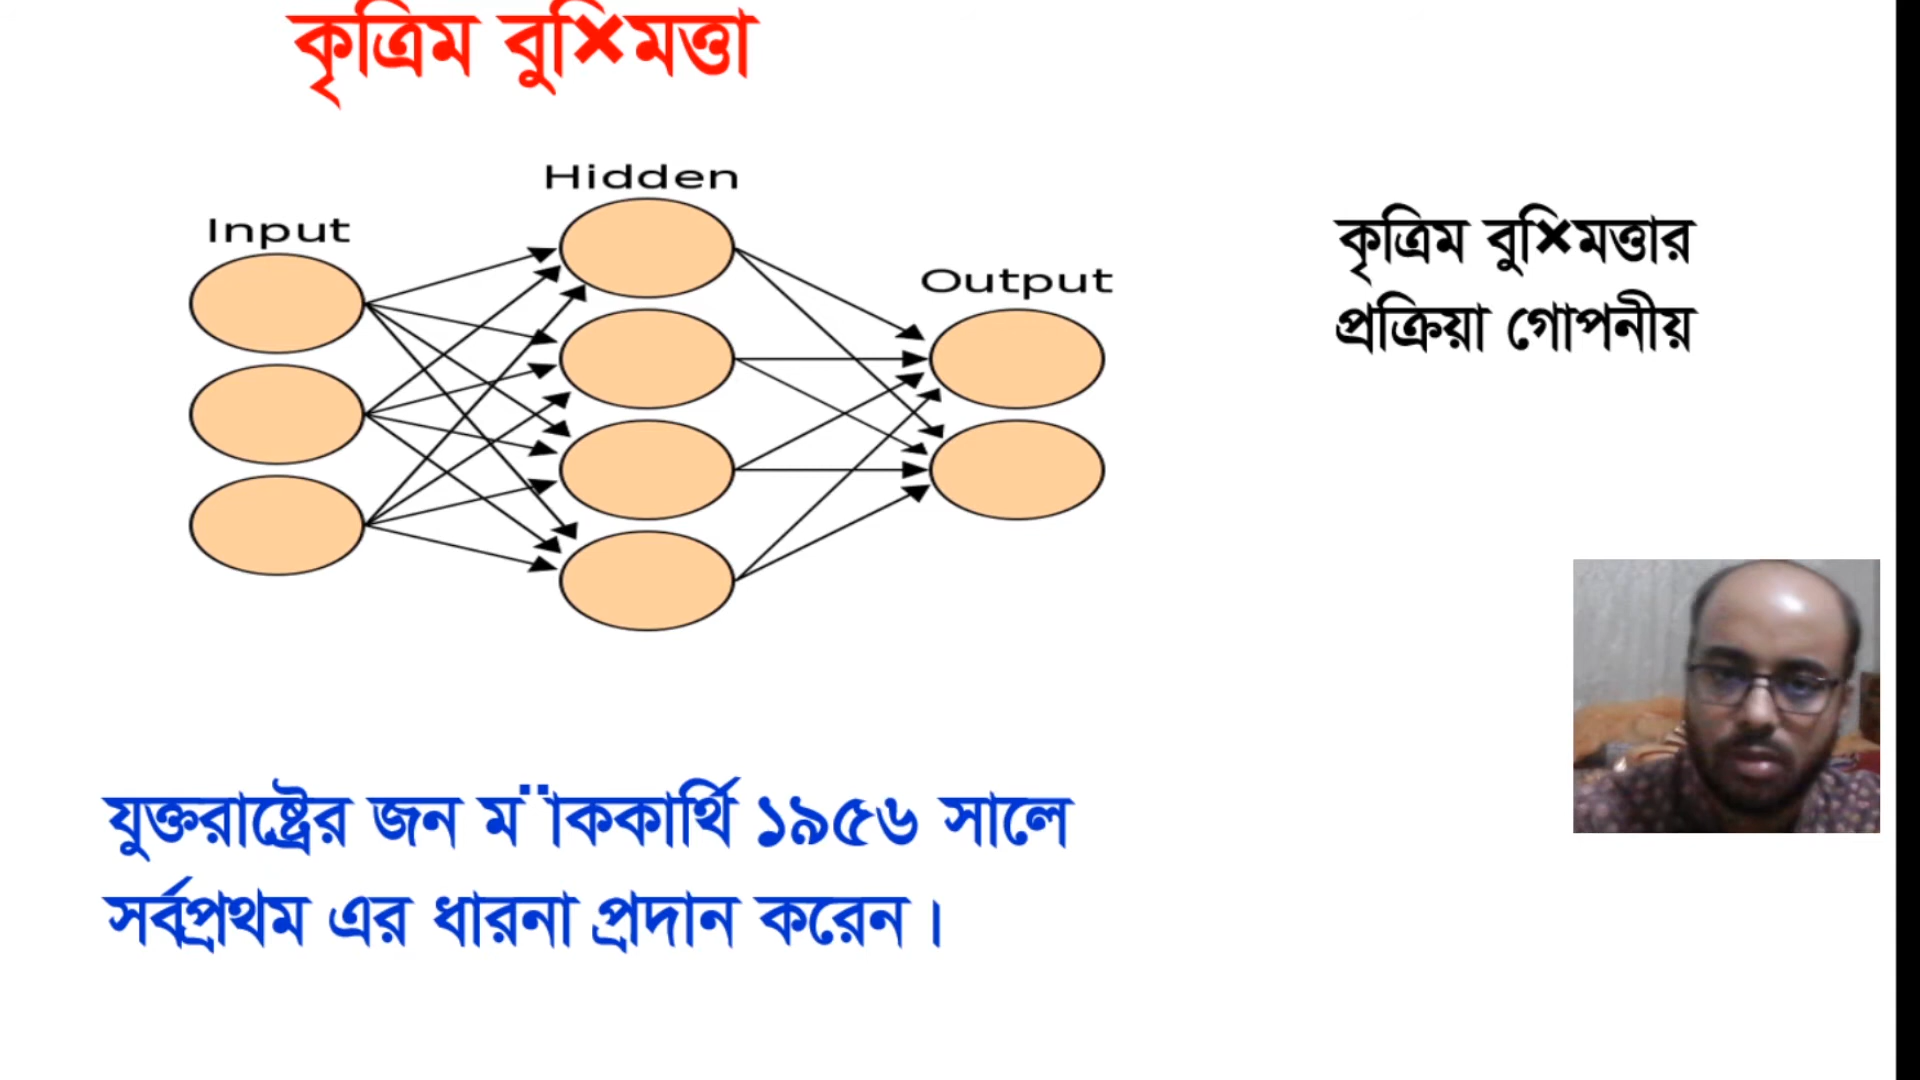 কৃত্রিম বুি×মত্তা
Hidden
Input
Output
কৃত্রিম বুি×মত্তার
প্রক্রিয়া গোপনীয়
যুক্তরাষ্ট্রের জন ম¨াককার্থি ১৯৫৬ সালে
সর্বপ্রথম এর ধারনা প্রদান করেন।